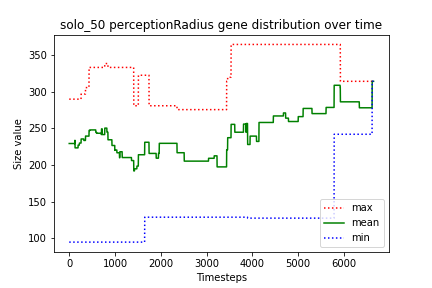 solo_50 perceptionRadius gene distribution over time
Size value
350
300
250
200
150
100
0
1000
2000
3000
4000
5000
6000
Timesteps
max
mean
min